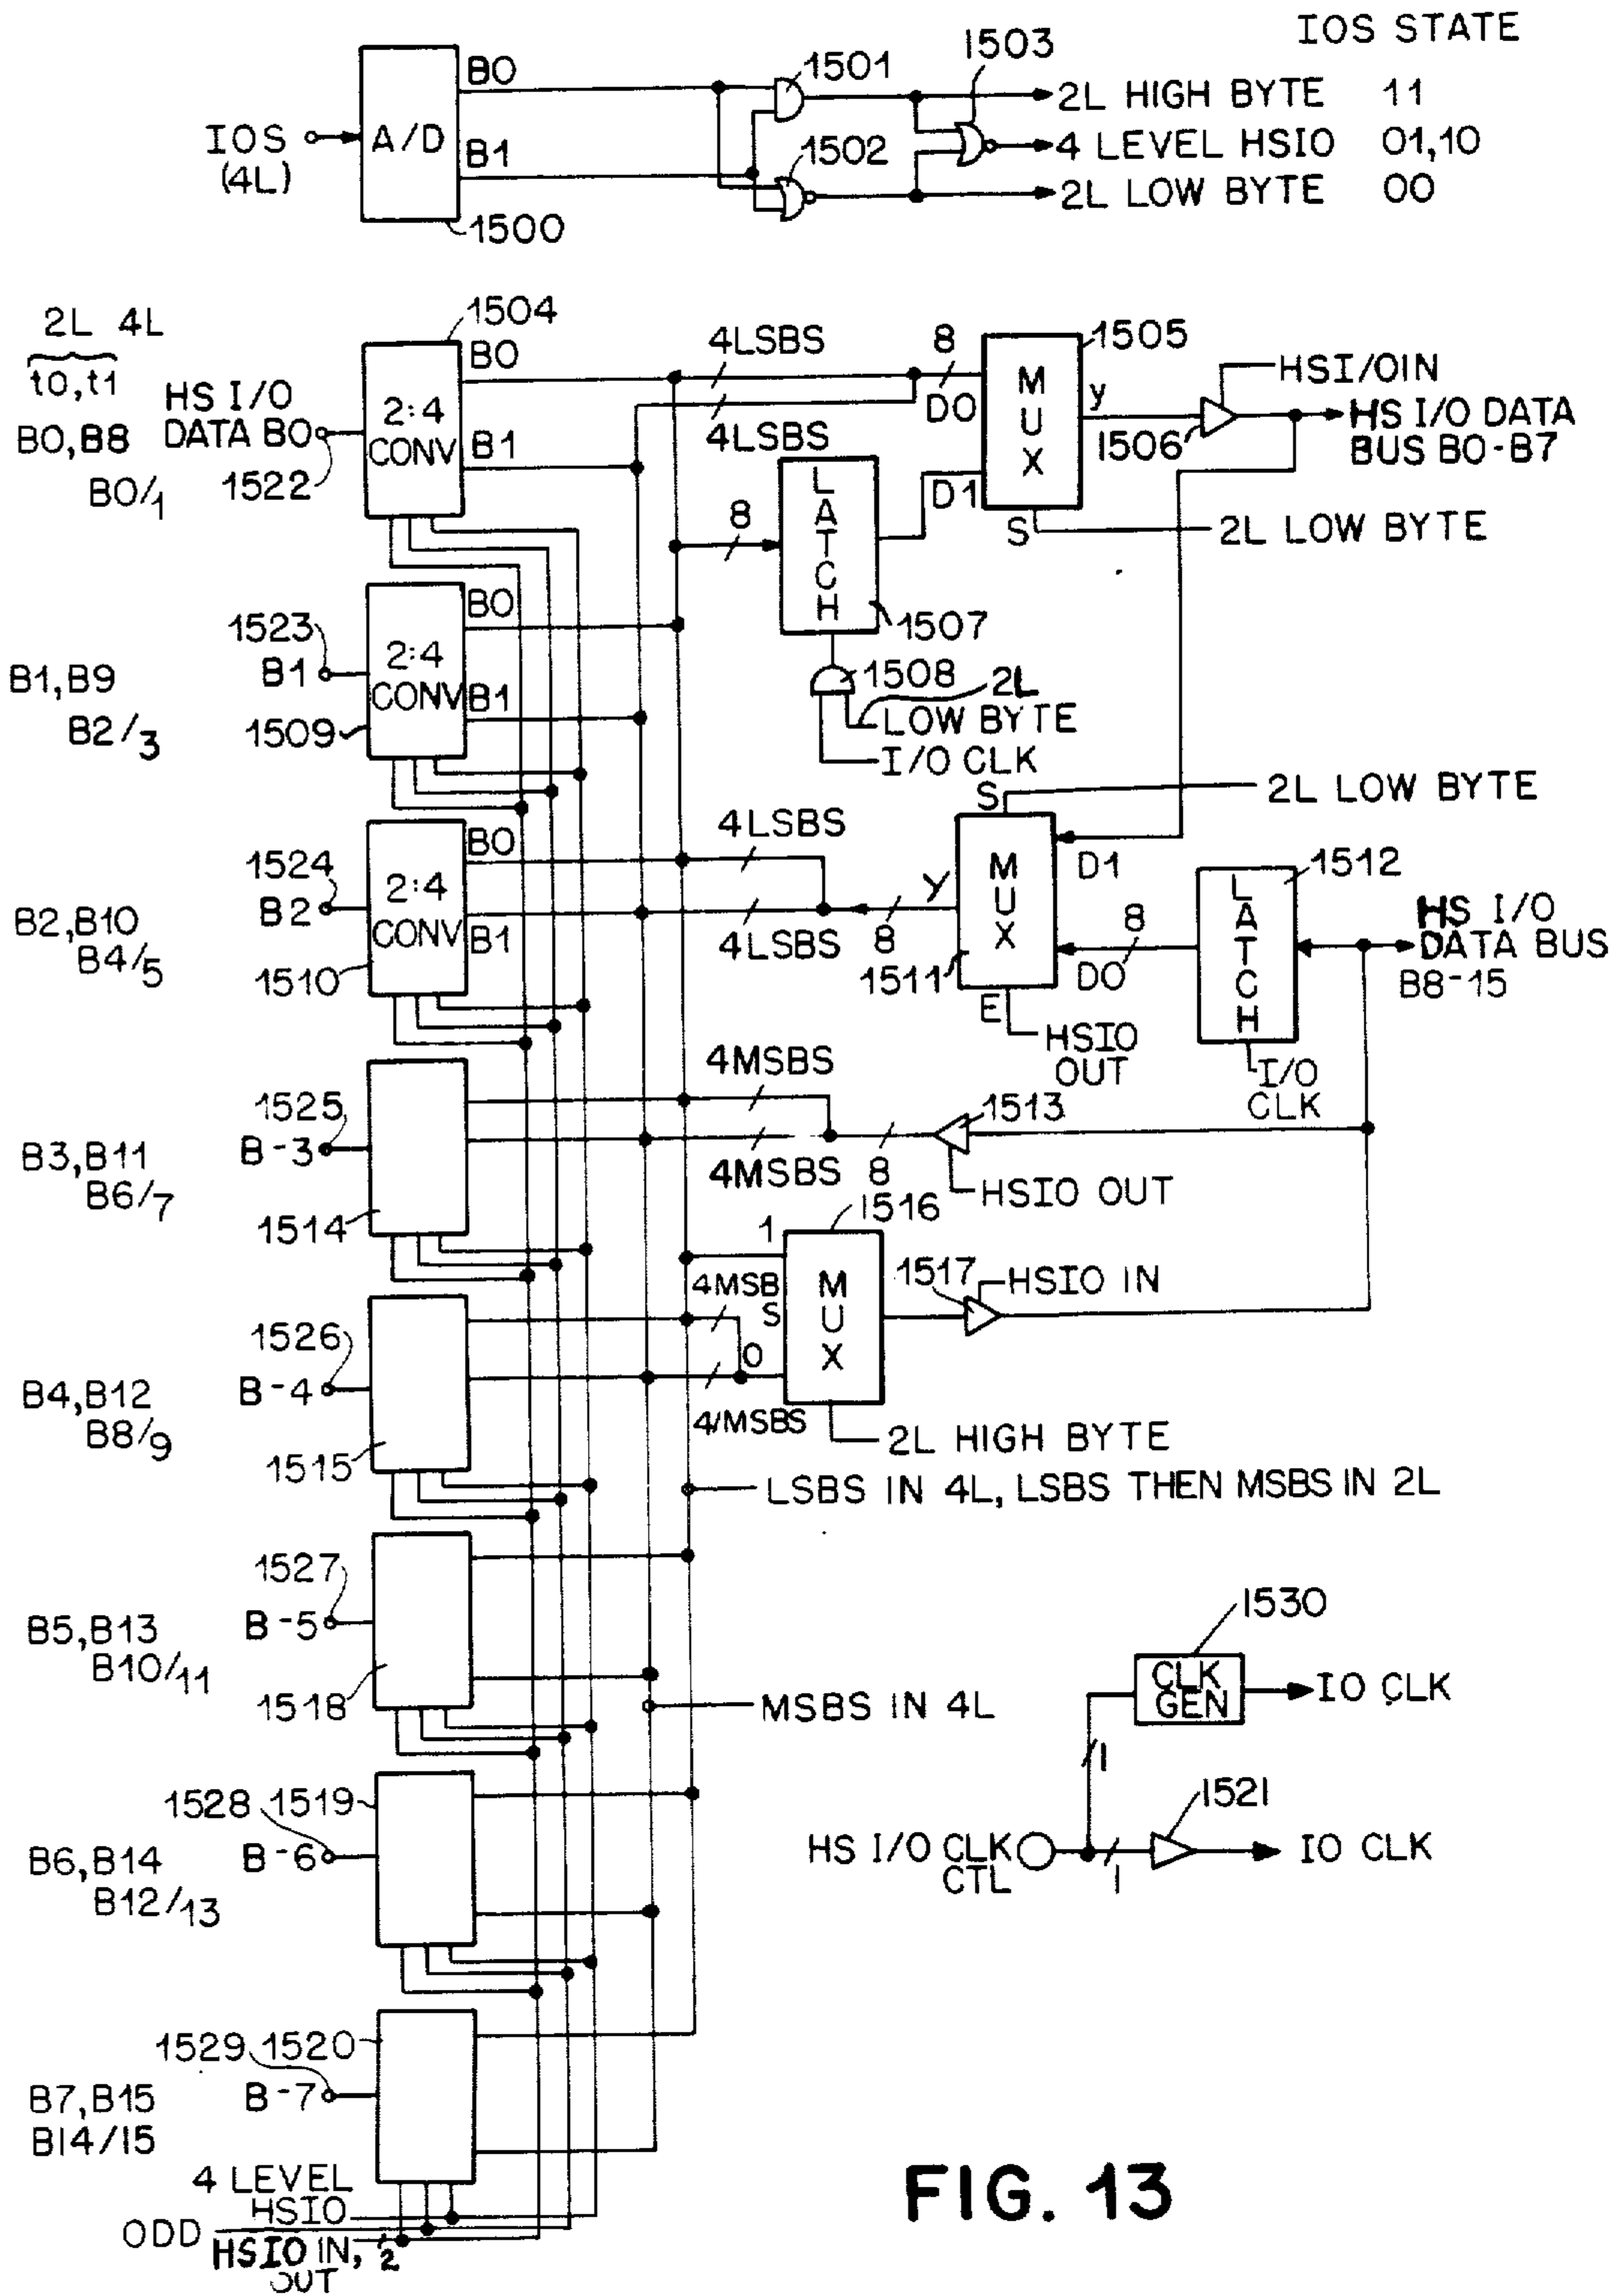 IOS STATE
1501
1503
B0
2L HIGH BYTE 11
IOS
(4L)
A/D
B1
4 LEVEL HSIO 01,10
1502
2L LOW BYTE 00
1500
2L 4L
t0,t1
1504
B0
4LSBS
8
1505
HS I/O
DATA B0
2:4
CONV
M
U
X
y
HSI/OIN
B0,B8
B1
4LSBS
D0
1506
HS I/O DATA
BUS B0-B7
B0/1
1522
L
A
T
C
H
D1
8
S
2L LOW BYTE
1507
B0
1523
B1
2:4
CONV
B1
1508
2L
LOW BYTE
I/O CLK
B1,B9
B2/3
1509
S
2L LOW BYTE
B0
4LSBS
1524
B2
2:4
CONV
B1
M
U
X
Y
D1
1512
L
A
T
C
H
8
4LSBS
8
D0
HS I/O
DATA BUS
B8-15
B2,B10
B4/5
1510
1511
E
HSIO
OUT
I/O
CLK
4MSBS
1513
1525
B-3
B3,B11
B6/7
4MSBS
8
HSIO OUT
1514
1516
1
4MSB
S
M
U
X
1517
HSIO IN
1526
B-4
0
B4,B12
B8/9
4/MSBS
2L HIGH BYTE
1515
LSBS IN 4L, LSBS THEN MSBS IN 2L
1527
B-5
B5,B13
B10/11
1518
MSBS IN 4L
1530
CLK
GEN
IO CLK
1
1528 1519
B-6
B6,B14
B12/13
1521
HS I/O CLK
CTL
1
IO CLK
1529 1520
B-7
B7,B15
B14/15
4 LEVEL
HSIO
ODD
HSIO IN, 2
OUT
FIG. 13